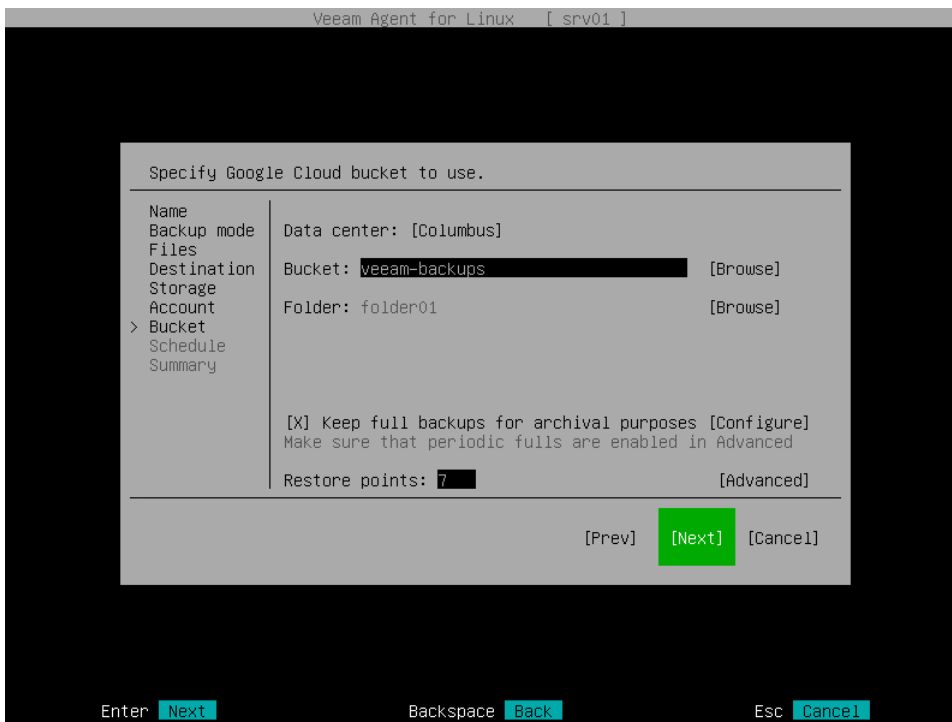 Veeam Agent for Linux [ srv01 ]
Specify Google Cloud bucket to use.
Name
Backup mode
Files
Destination
Storage
Account
> Bucket
Schedule
Summary
Data center: [Columbus]
Bucket: veeam-backups [Browse]
Folder: folder01 [Browse]
[X] Keep full backups for archival purposes [Configure]
Make sure that periodic fulls are enabled in Advanced
Restore points: 7 [Advanced]
[Prev] [Next] [Cancel]
Enter Next Backspace Back Esc Cancel